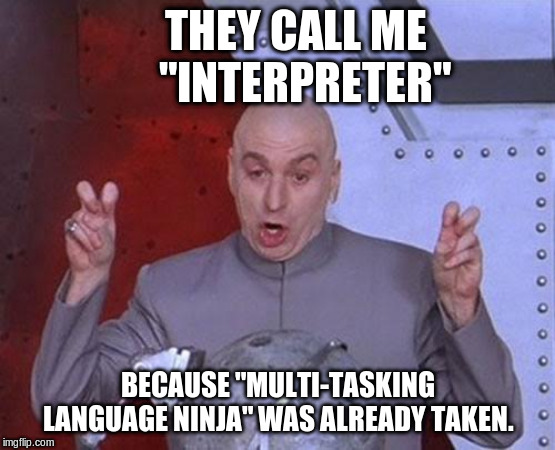 THEY CALL ME
"INTERPRETER"
BECAUSE "MULTI-TASKING
LANGUAGE NINJA" WAS ALREADY TAKEN.
imgflip.com